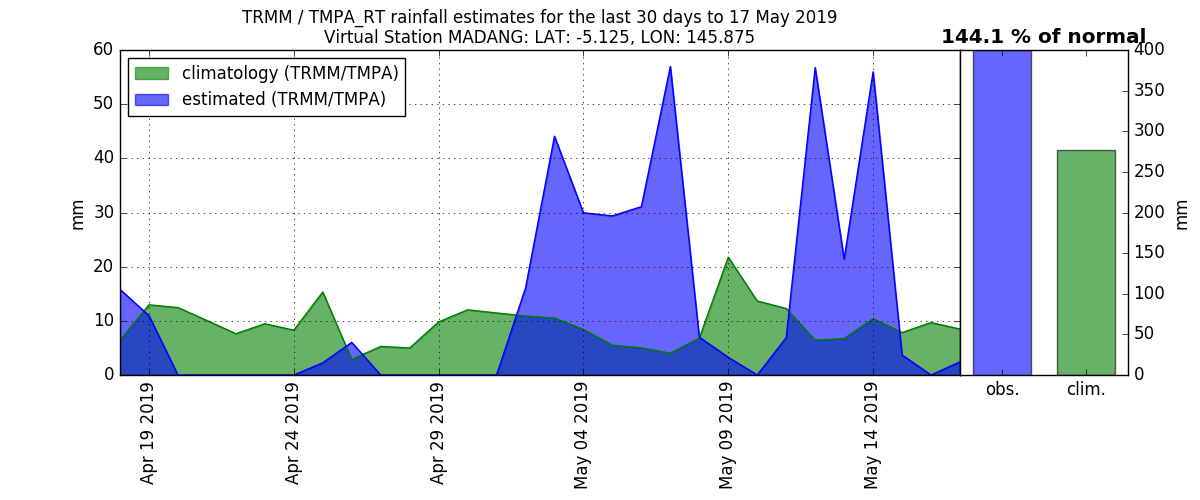 TRMM / TMPA_RT rainfall estimates for the last 30 days to 17 May 2019
Virtual Station MADANG: LAT: -5.125, LON: 145.875
144.1 % of normal
climatology (TRMM/TMPA)
estimated (TRMM/TMPA)
60
50
40
30
20
10
0
mm
Apr 19 2019
Apr 24 2019
Apr 29 2019
May 04 2019
May 09 2019
May 14 2019
400
350
300
250
200
150
100
50
0
mm
obs.
clim.